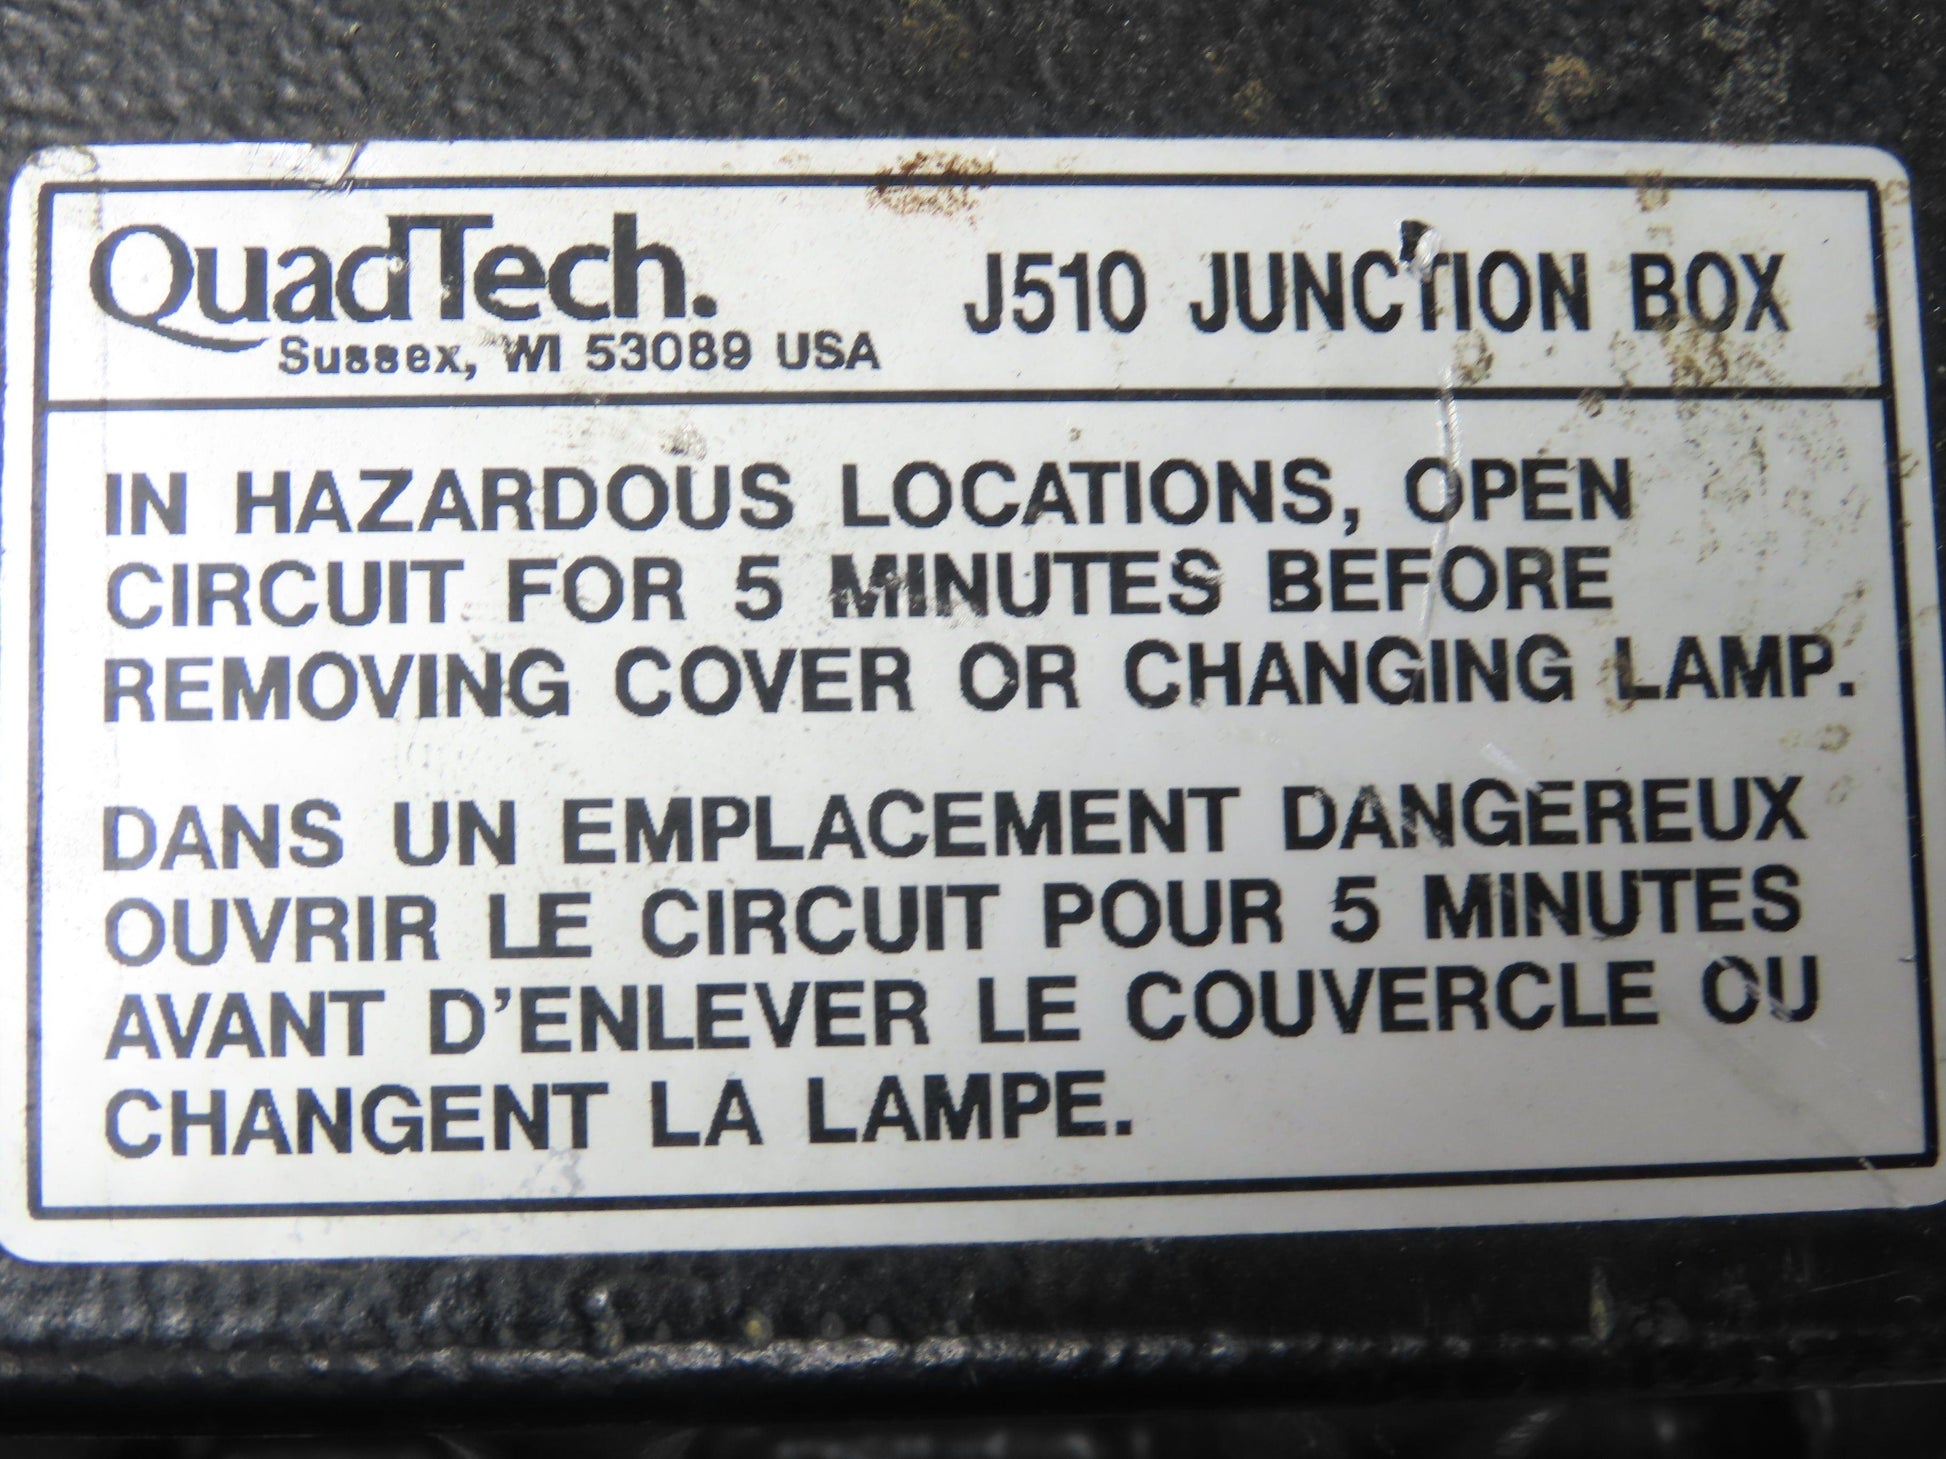 QuadTech.
Sussex, WI 53089 USA
J510 JUNCTION BOX
IN HAZARDOUS LOCATIONS, OPEN
CIRCUIT FOR 5 MINUTES BEFORE
REMOVING COVER OR CHANGING LAMP.
DANS UN EMPLACEMENT DANGEREUX
OUVRIR LE CIRCUIT POUR 5 MINUTES
AVANT D'ENLEVER LE COUVERCLE OU
CHANGENT LA LAMPE.